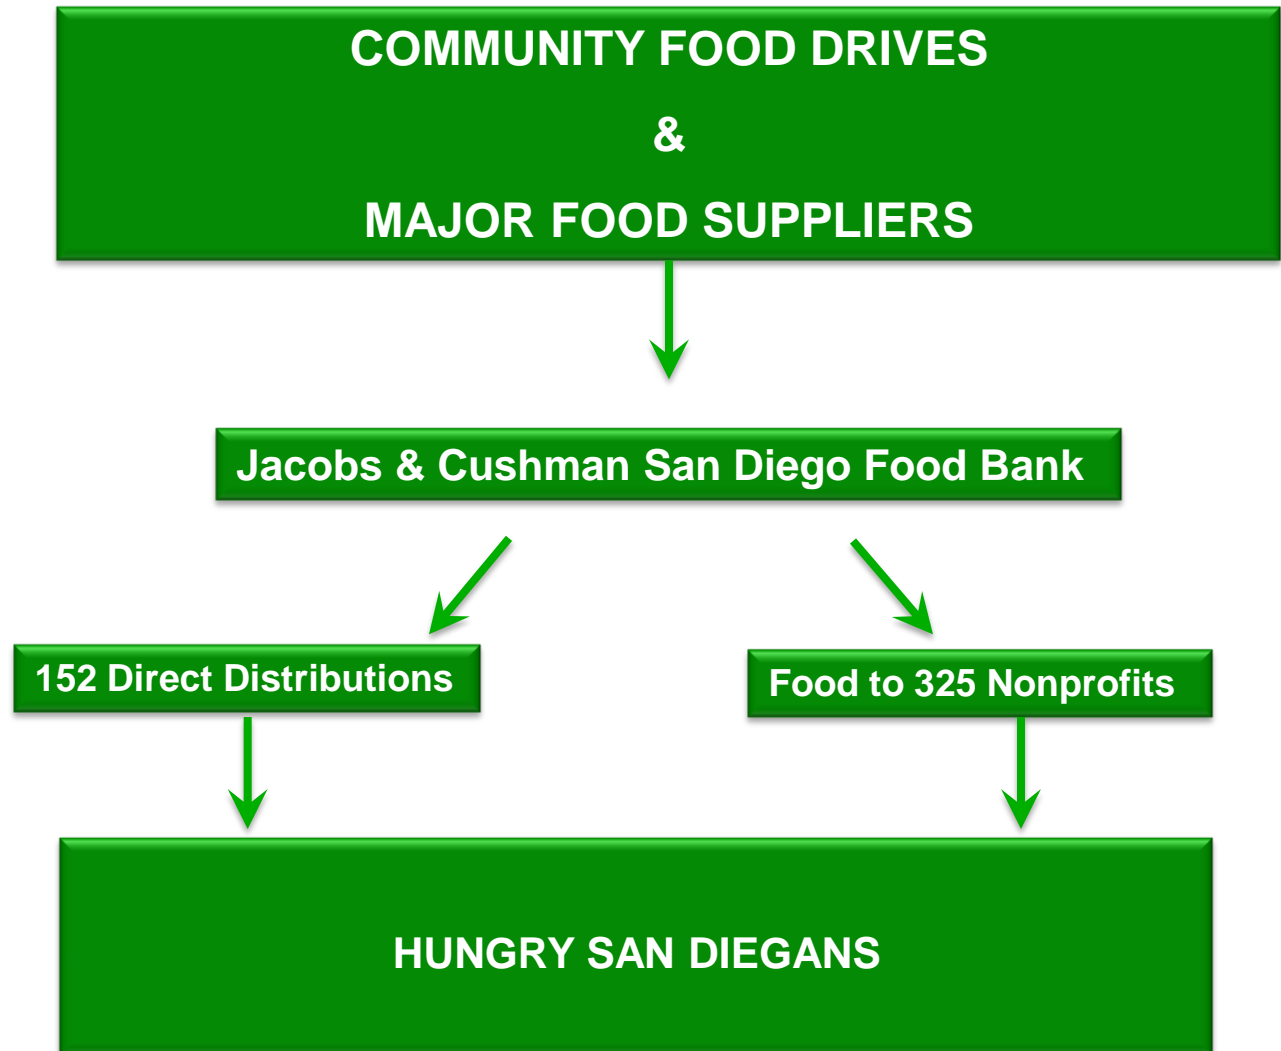 COMMUNITY FOOD DRIVES
&
MAJOR FOOD SUPPLIERS
Jacobs & Cushman San Diego Food Bank
152 Direct Distributions
Food to 325 Nonprofits
HUNGRY SAN DIEGANS